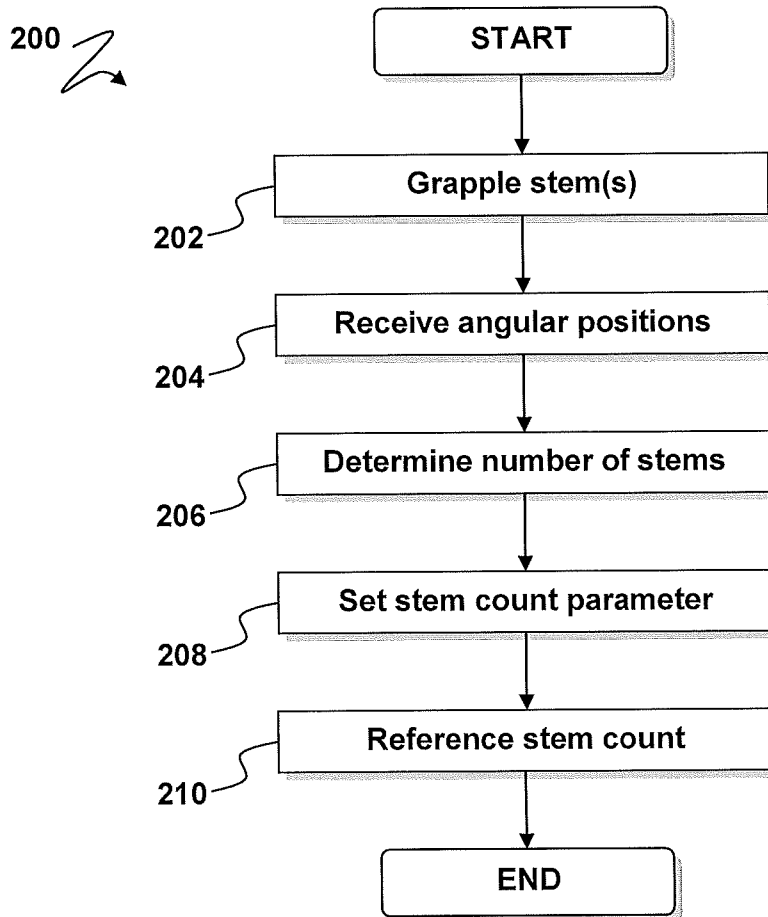 200
START
Grapple stem(s)
202
Receive angular positions
204
Determine number of stems
206
Set stem count parameter
208
Reference stem count
210
END